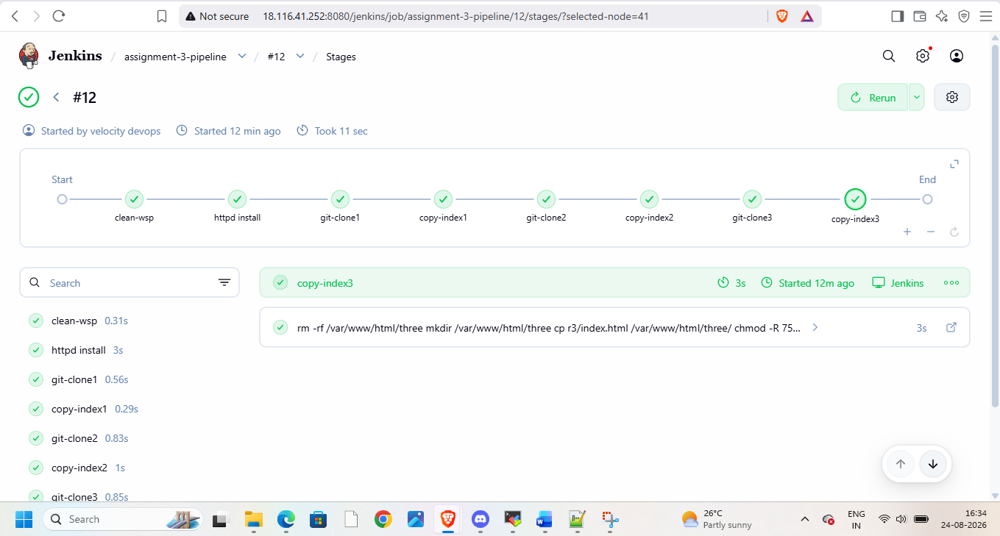 Not secure 18.116.41.252:8080/jenkins/job/assignment-3-pipeline/12/stages/?selected-node=41
Jenkins / assignment-3-pipeline / #12 / Stages
#12
Rerun
Started by velocity devops Started 12 min ago Took 11 sec
Start End
clean-wsp httpd install git-clone1 copy-index1 git-clone2 copy-index2 git-clone3 copy-index3
Search
copy-index3 3s Started 12m ago Jenkins
clean-wsp 0.31s
rm -rf /var/www/html/three mkdir /var/www/html/three cp r3/index.html /var/www/html/three/ chmod -R 75... 3s
httpd install 3s
git-clone1 0.56s
copy-index1 0.29s
git-clone2 0.83s
copy-index2 1s
git-clone3 0.85s
Search
26°C
Partly sunny
ENG
IN
16:34
24-08-2026